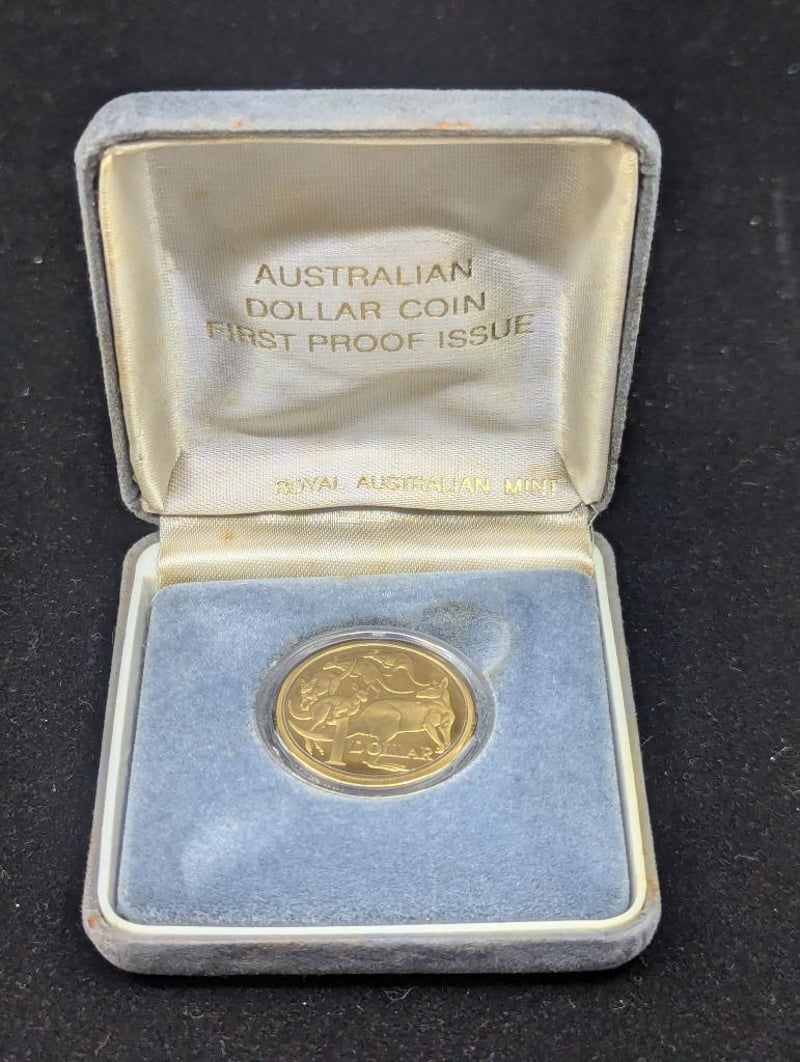 AUSTRALIAN
DOLLAR COIN
FIRST PROOF ISSUE
ROYAL AUSTRALIAN MINT
1 DOLLAR